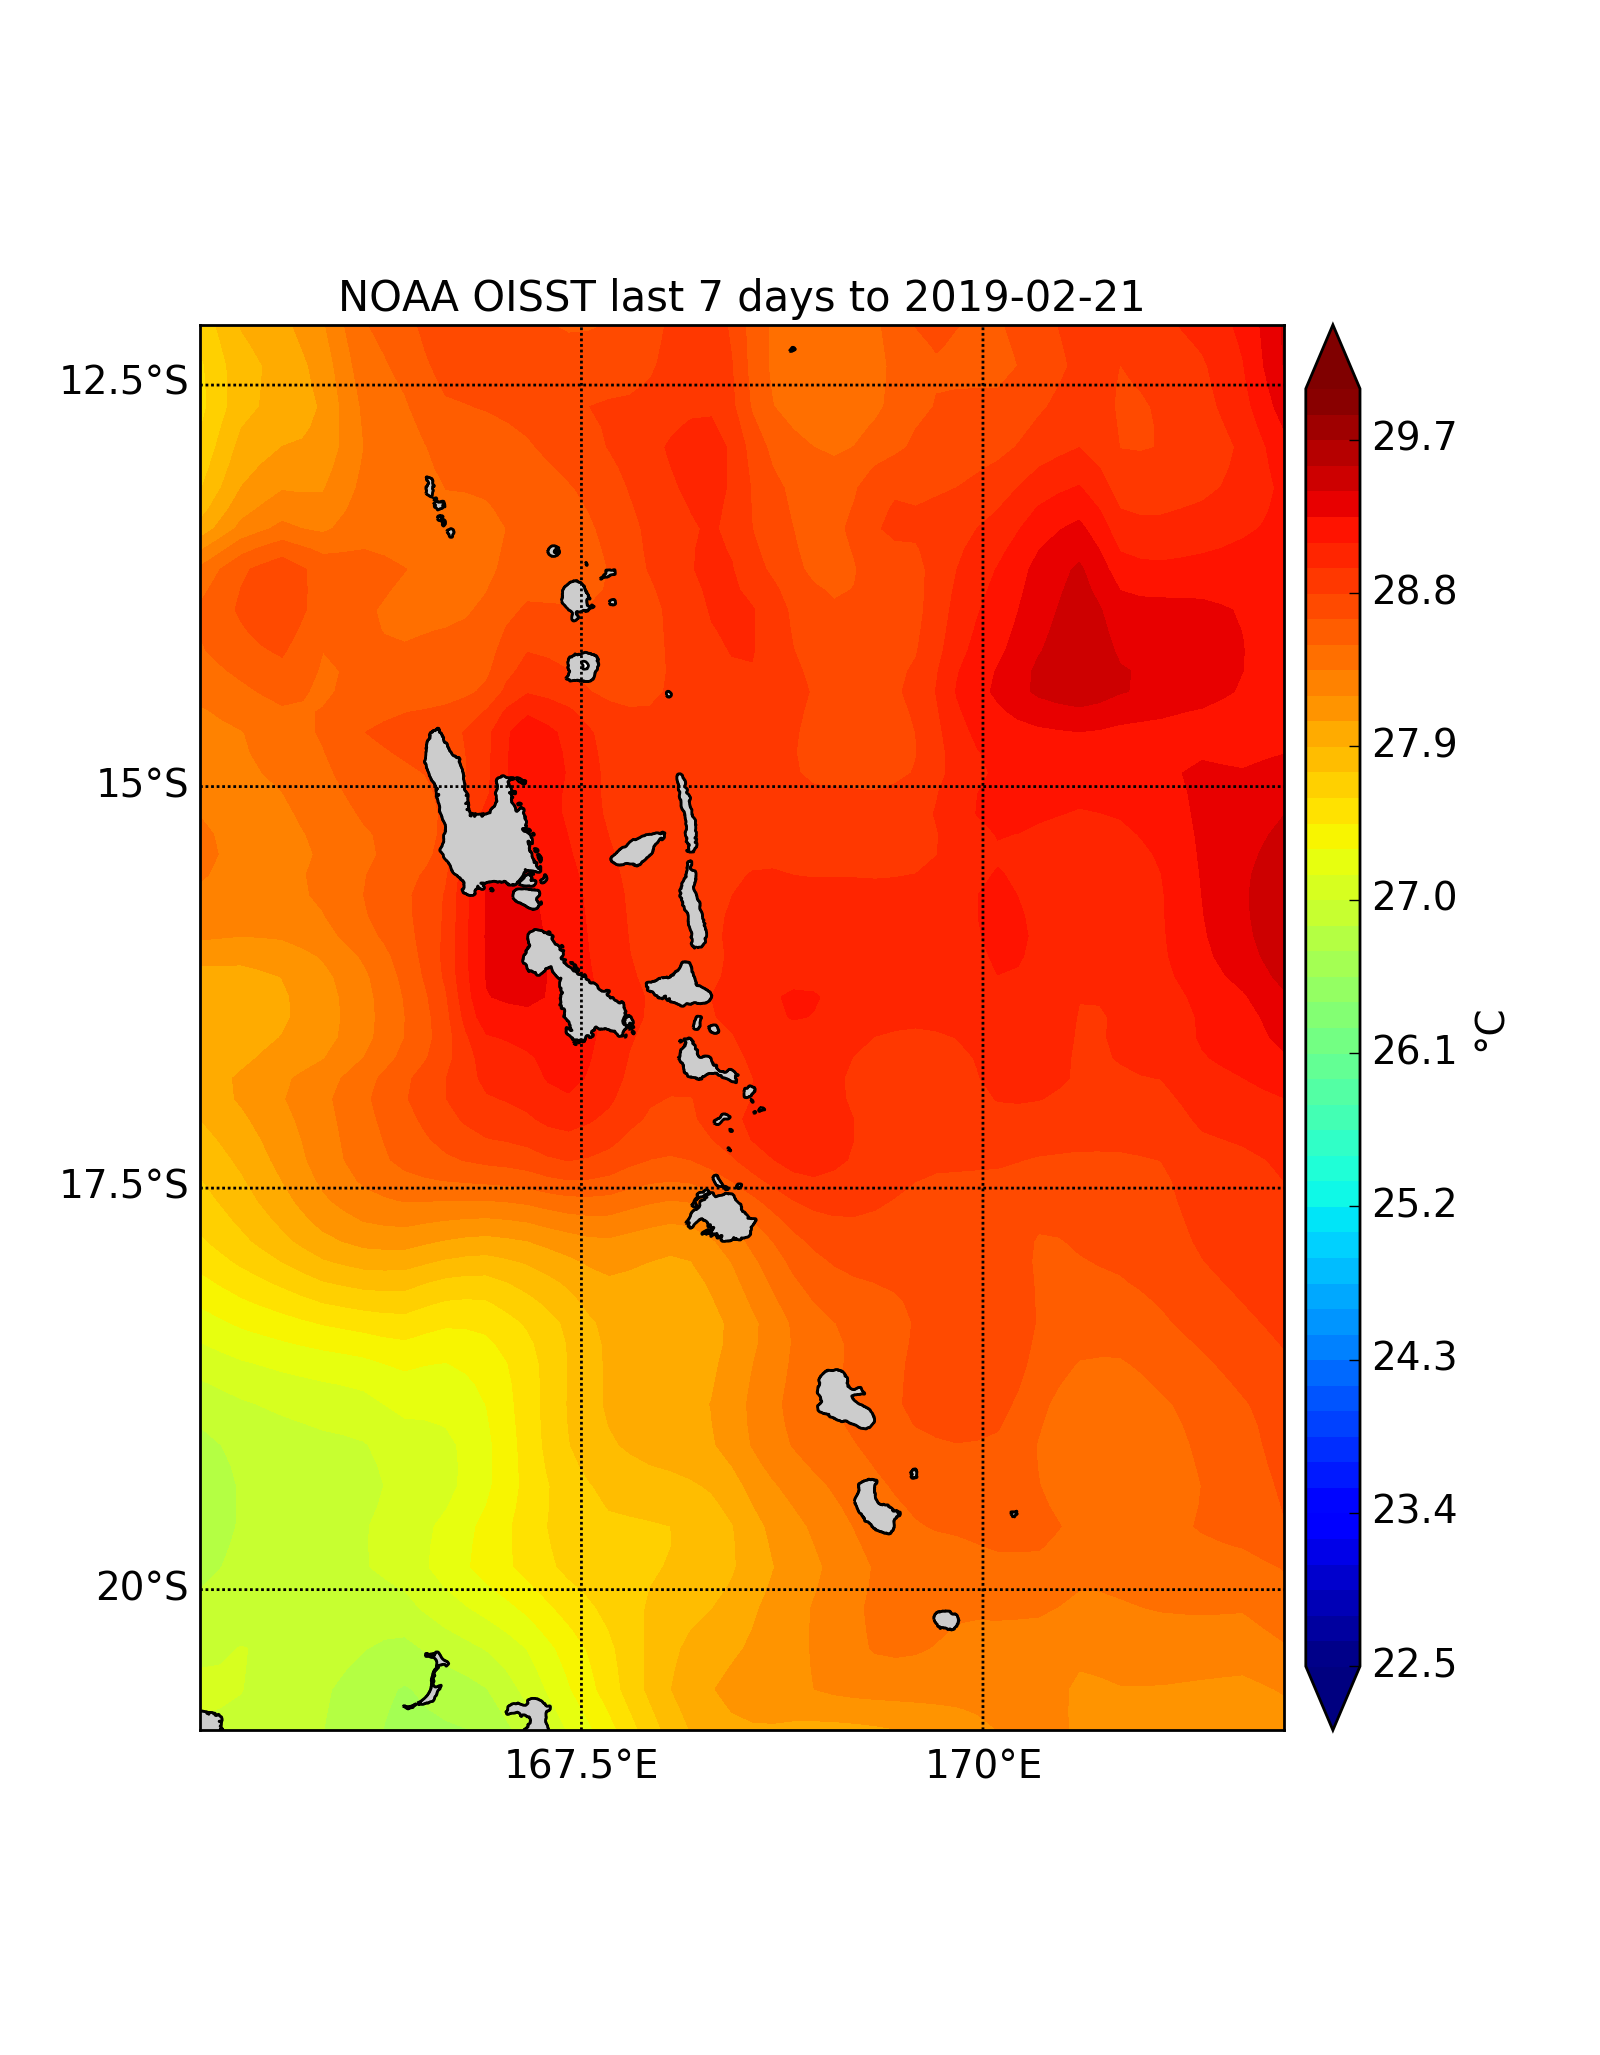 NOAA OISST last 7 days to 2019-02-21
12.5°S
15°S
17.5°S
20°S
167.5°E
170°E
29.7
28.8
27.9
27.0
26.1
25.2
24.3
23.4
22.5
°C